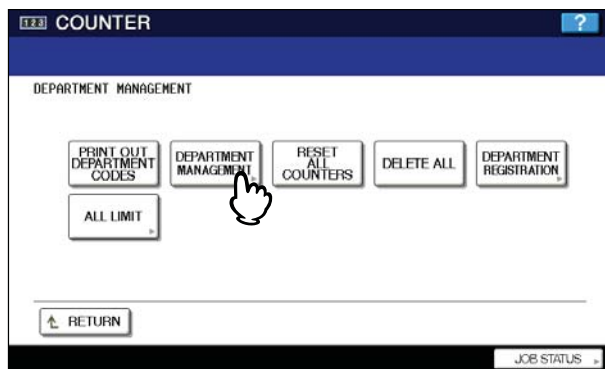 123 COUNTER
?
DEPARTMENT MANAGEMENT
PRINT OUT
DEPARTMENT
CODES
DEPARTMENT
MANAGEMENT
RESET
ALL
COUNTERS
DELETE ALL
DEPARTMENT
REGISTRATION
ALL LIMIT
RETURN
JOB STATUS